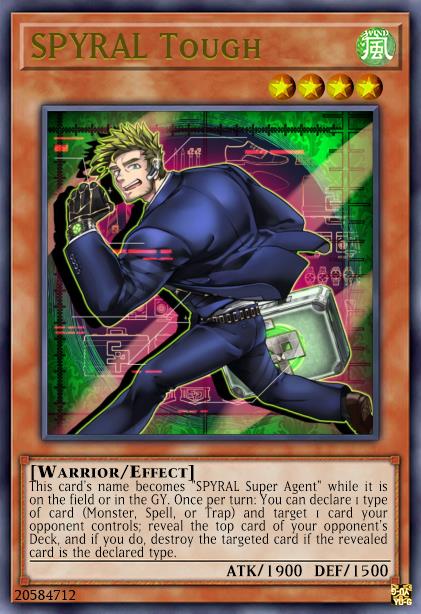 SPYRAL Tough
WIND
風
[Warrior/Effect]
This card's name becomes "SPYRAL Super Agent" while it is
on the field or in the GY. Once per turn: You can declare 1 type
of card (Monster, Spell, or Trap) and target 1 card your
opponent controls; reveal the top card of your opponent's
Deck, and if you do, destroy the targeted card if the revealed
card is the declared type.
ATK/1900 DEF/1500
20584712